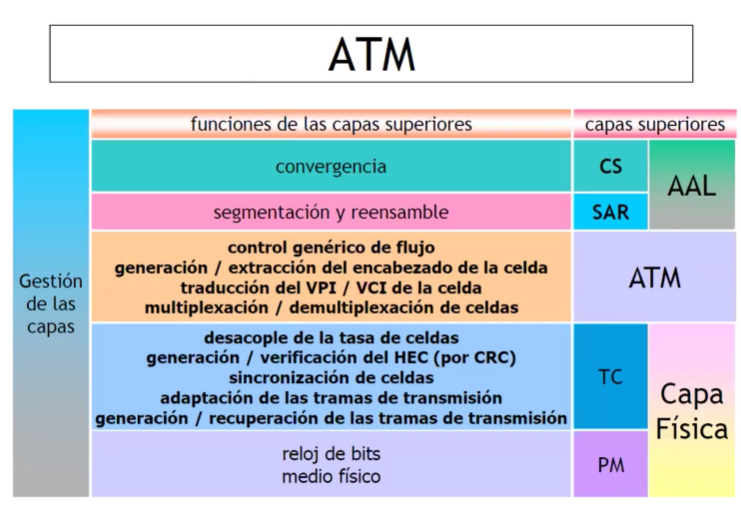 ATM
funciones de las capas superiores
capas superiores
convergencia
CS
AAL
segmentación y reensamble
SAR
Gestión
de las
capas
control genérico de flujo
generación / extracción del encabezado de la celda
traducción del VPI / VCI de la celda
multiplexación / demultiplexación de celdas
ATM
desacople de la tasa de celdas
generación / verificación del HEC (por CRC)
sincronización de celdas
adaptación de las tramas de transmisión
generación / recuperación de las tramas de transmisión
TC
Capa
Física
reloj de bits
medio físico
PM